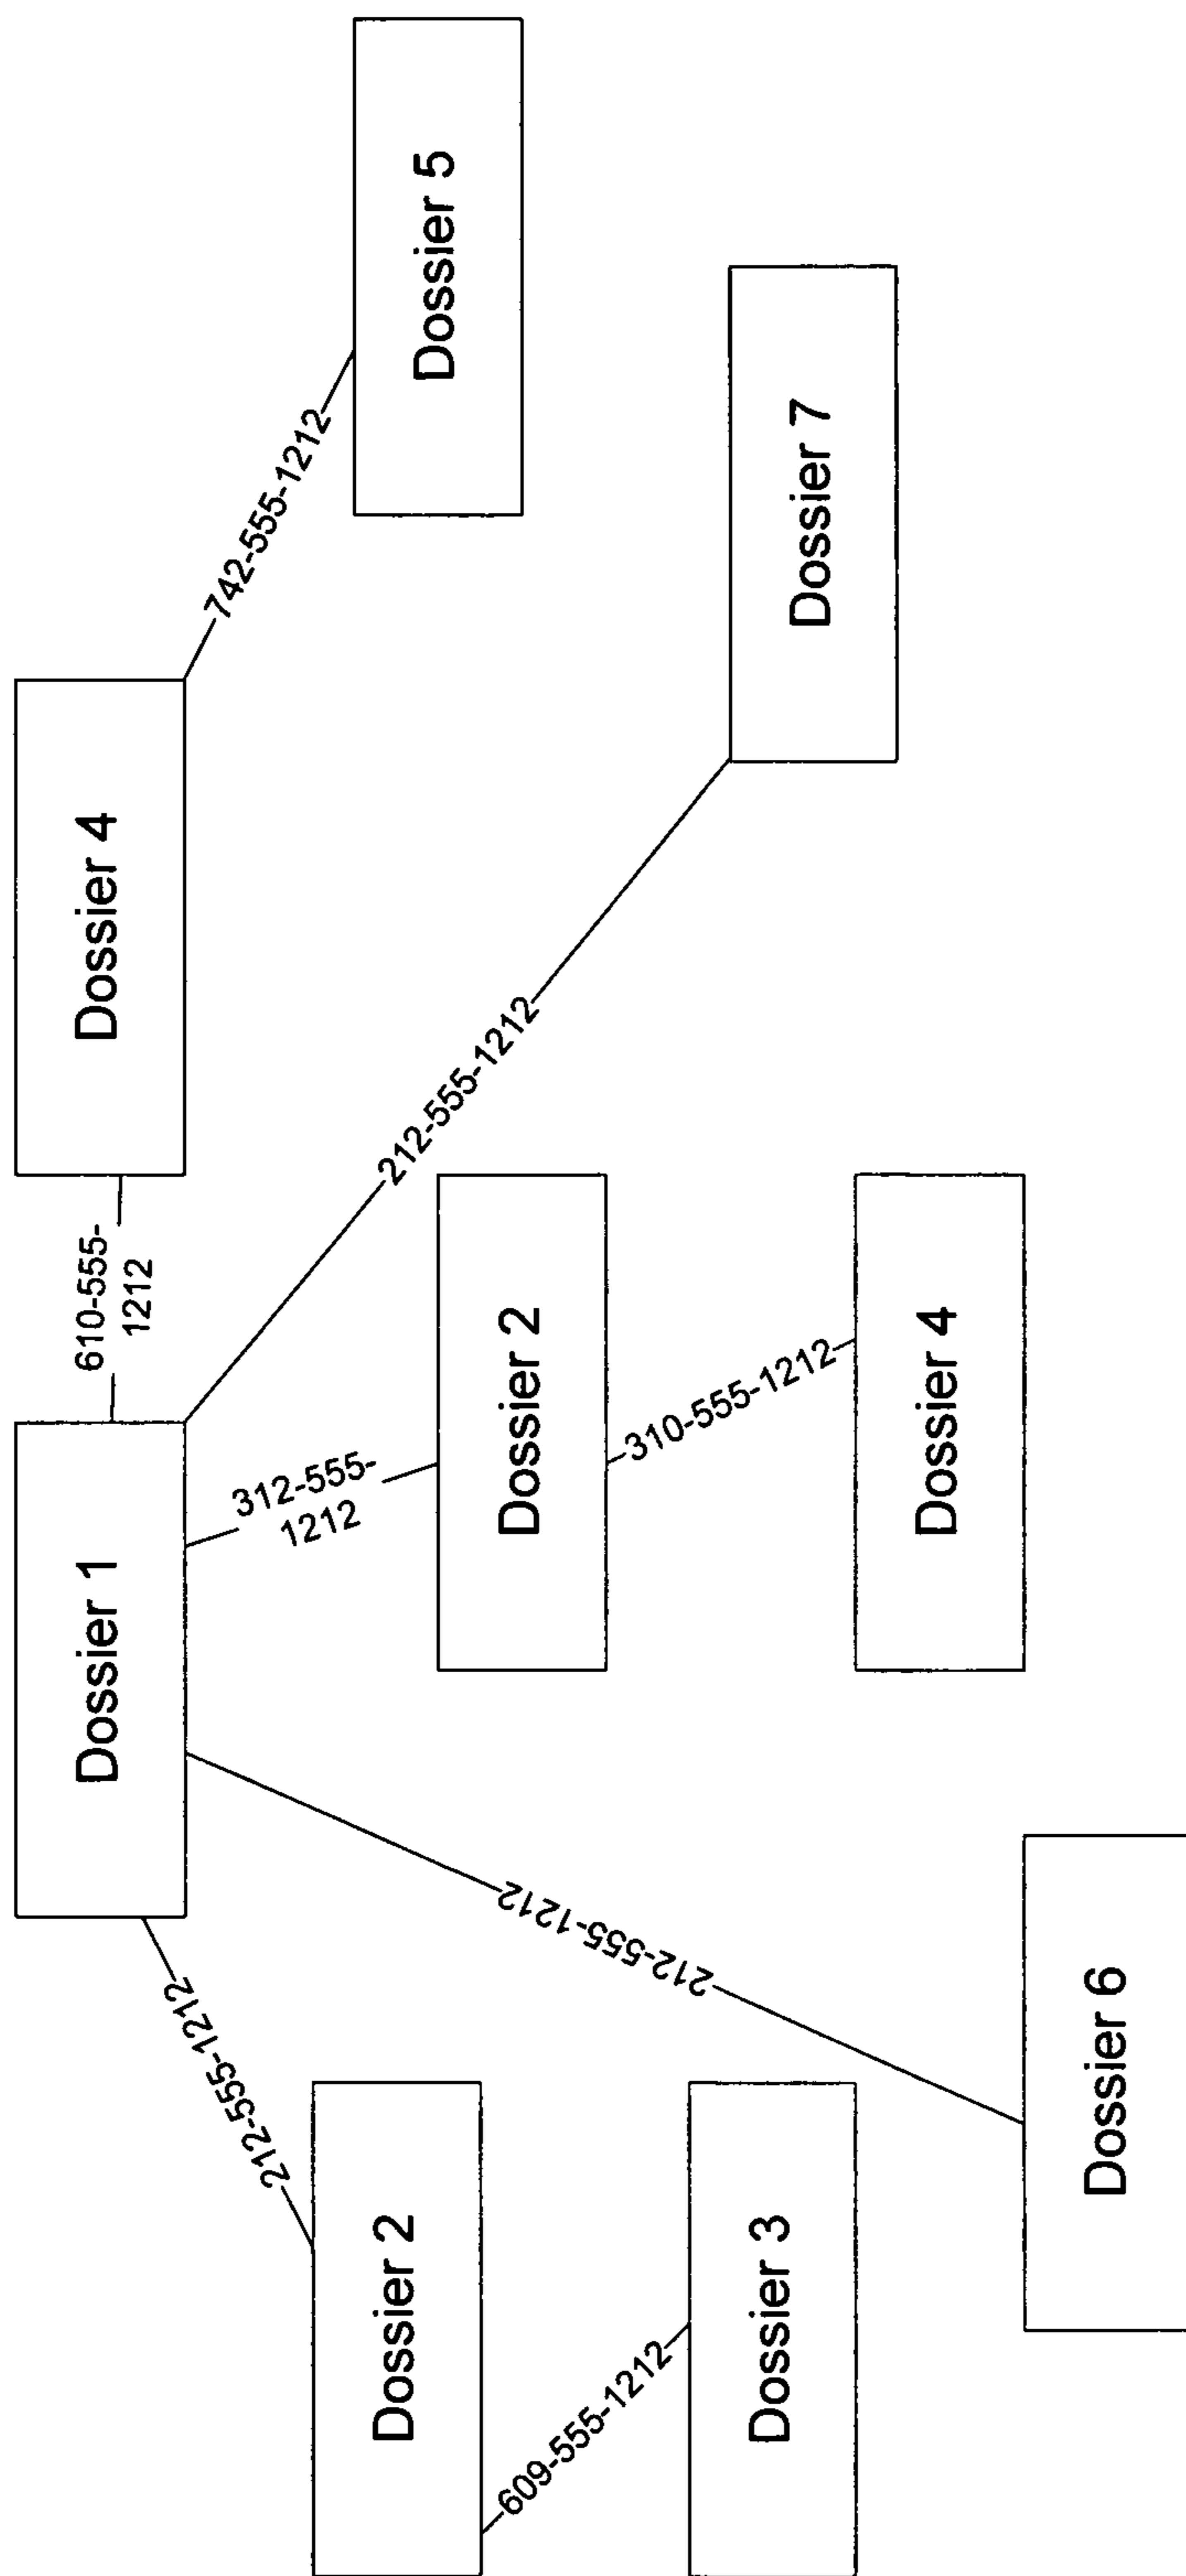 Dossier 1
610-555-
1212
Dossier 4
212-555-1212
742-555-1212
Dossier 2
312-555-
1212
Dossier 5
Dossier 2
212-555-1212
212-555-1212
609-555-1212
310-555-1212
Dossier 3
Dossier 7
Dossier 4
Dossier 6